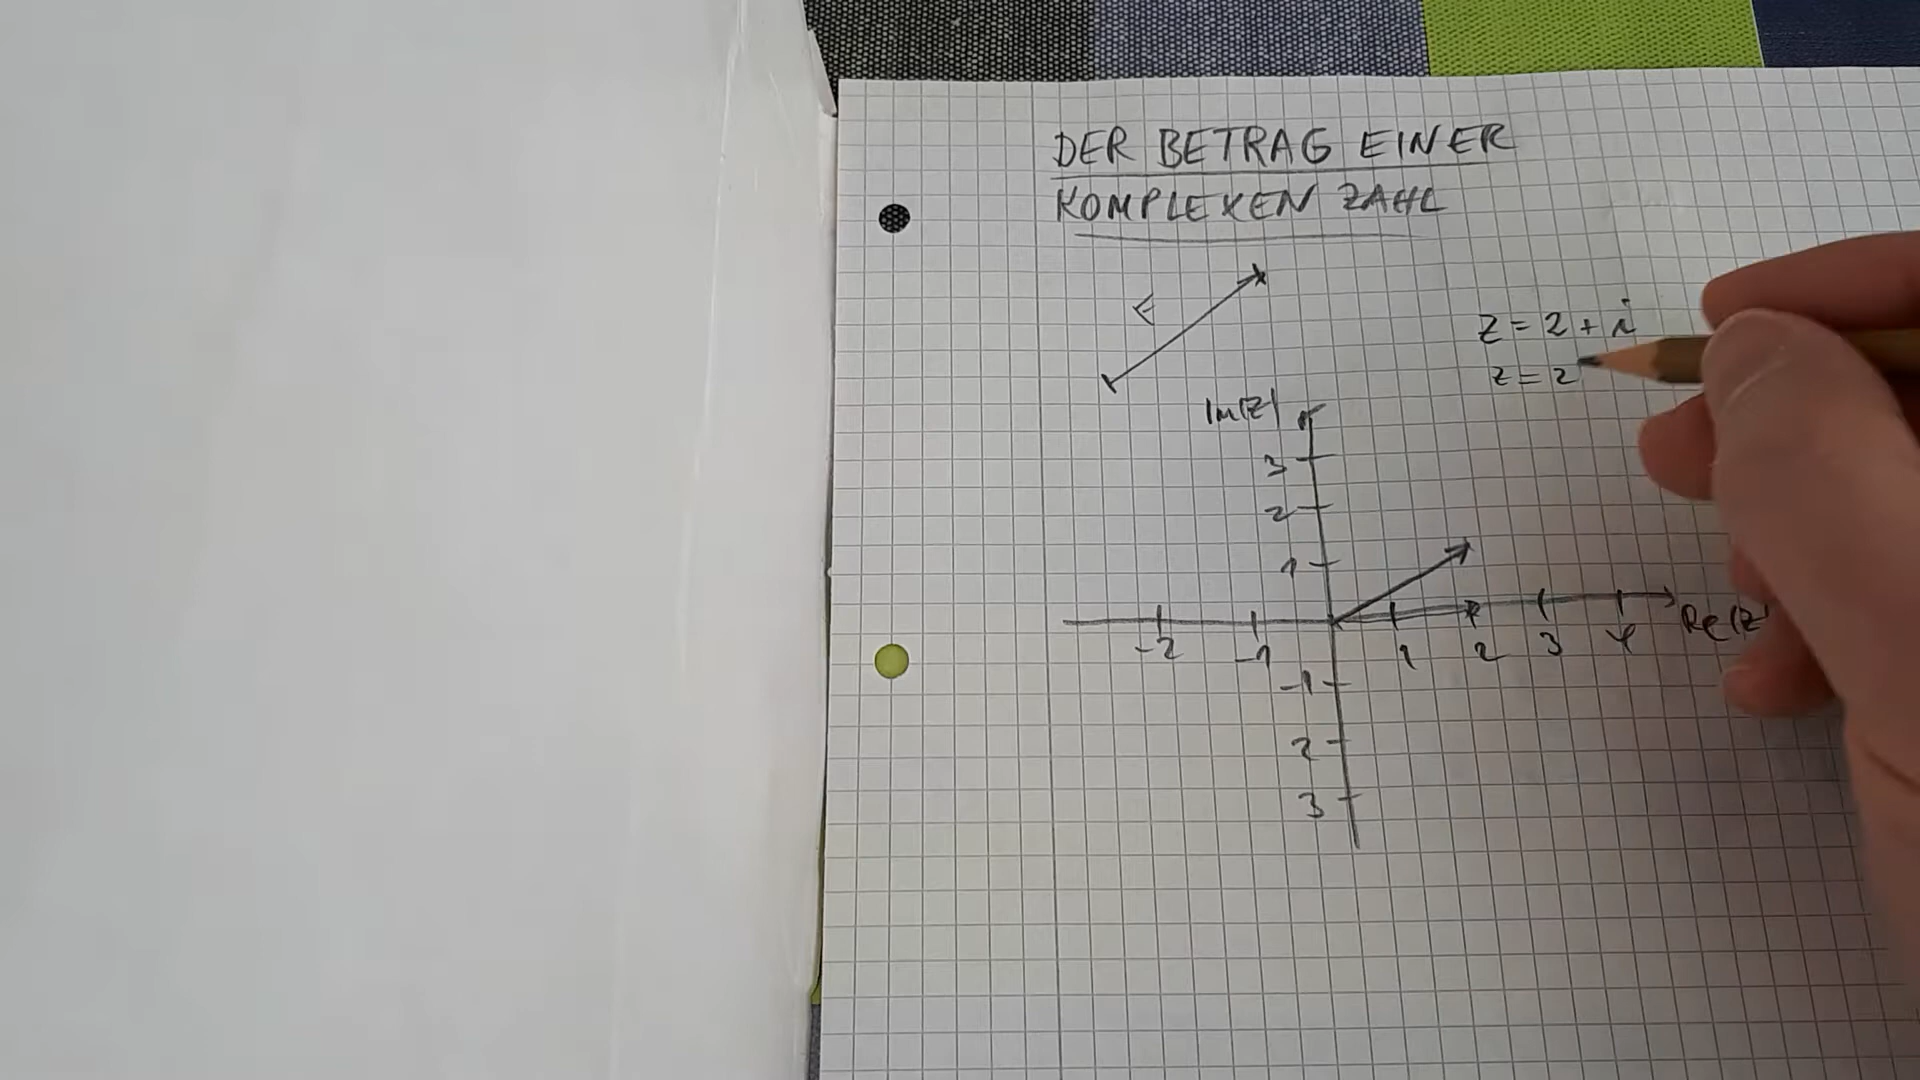 DER BETRAG EINER
KOMPLEXEN ZAHL
z = 2 + i
z = 2
Im(z)
3
2
1
-2 -1 1 2 3 4 Re(z)
-1
2
3